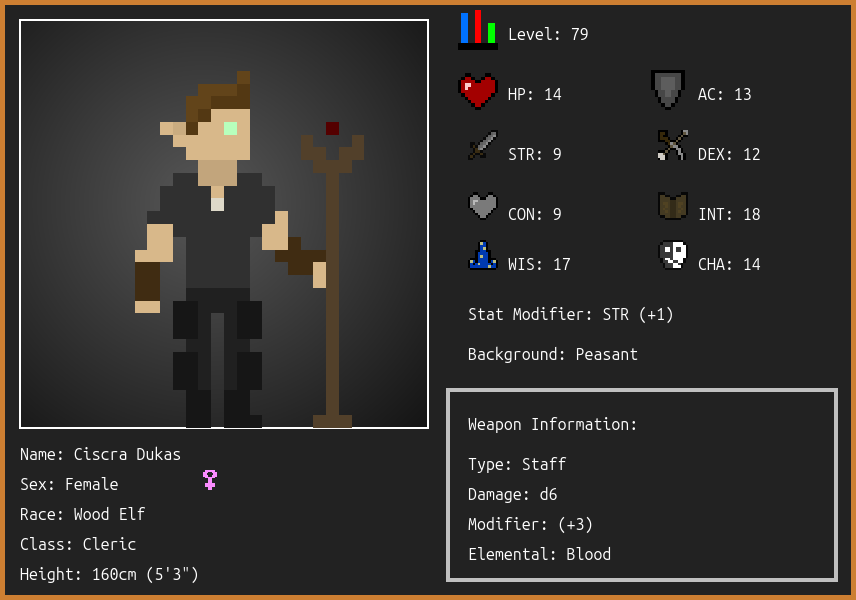 Level: 79
HP: 14
AC: 13
STR: 9
DEX: 12
CON: 9
INT: 18
WIS: 17
CHA: 14
Stat Modifier: STR (+1)
Background: Peasant
Weapon Information:
Type: Staff
Damage: d6
Modifier: (+3)
Elemental: Blood
Name: Ciscra Dukas
Sex: Female
Race: Wood Elf
Class: Cleric
Height: 160cm (5'3")